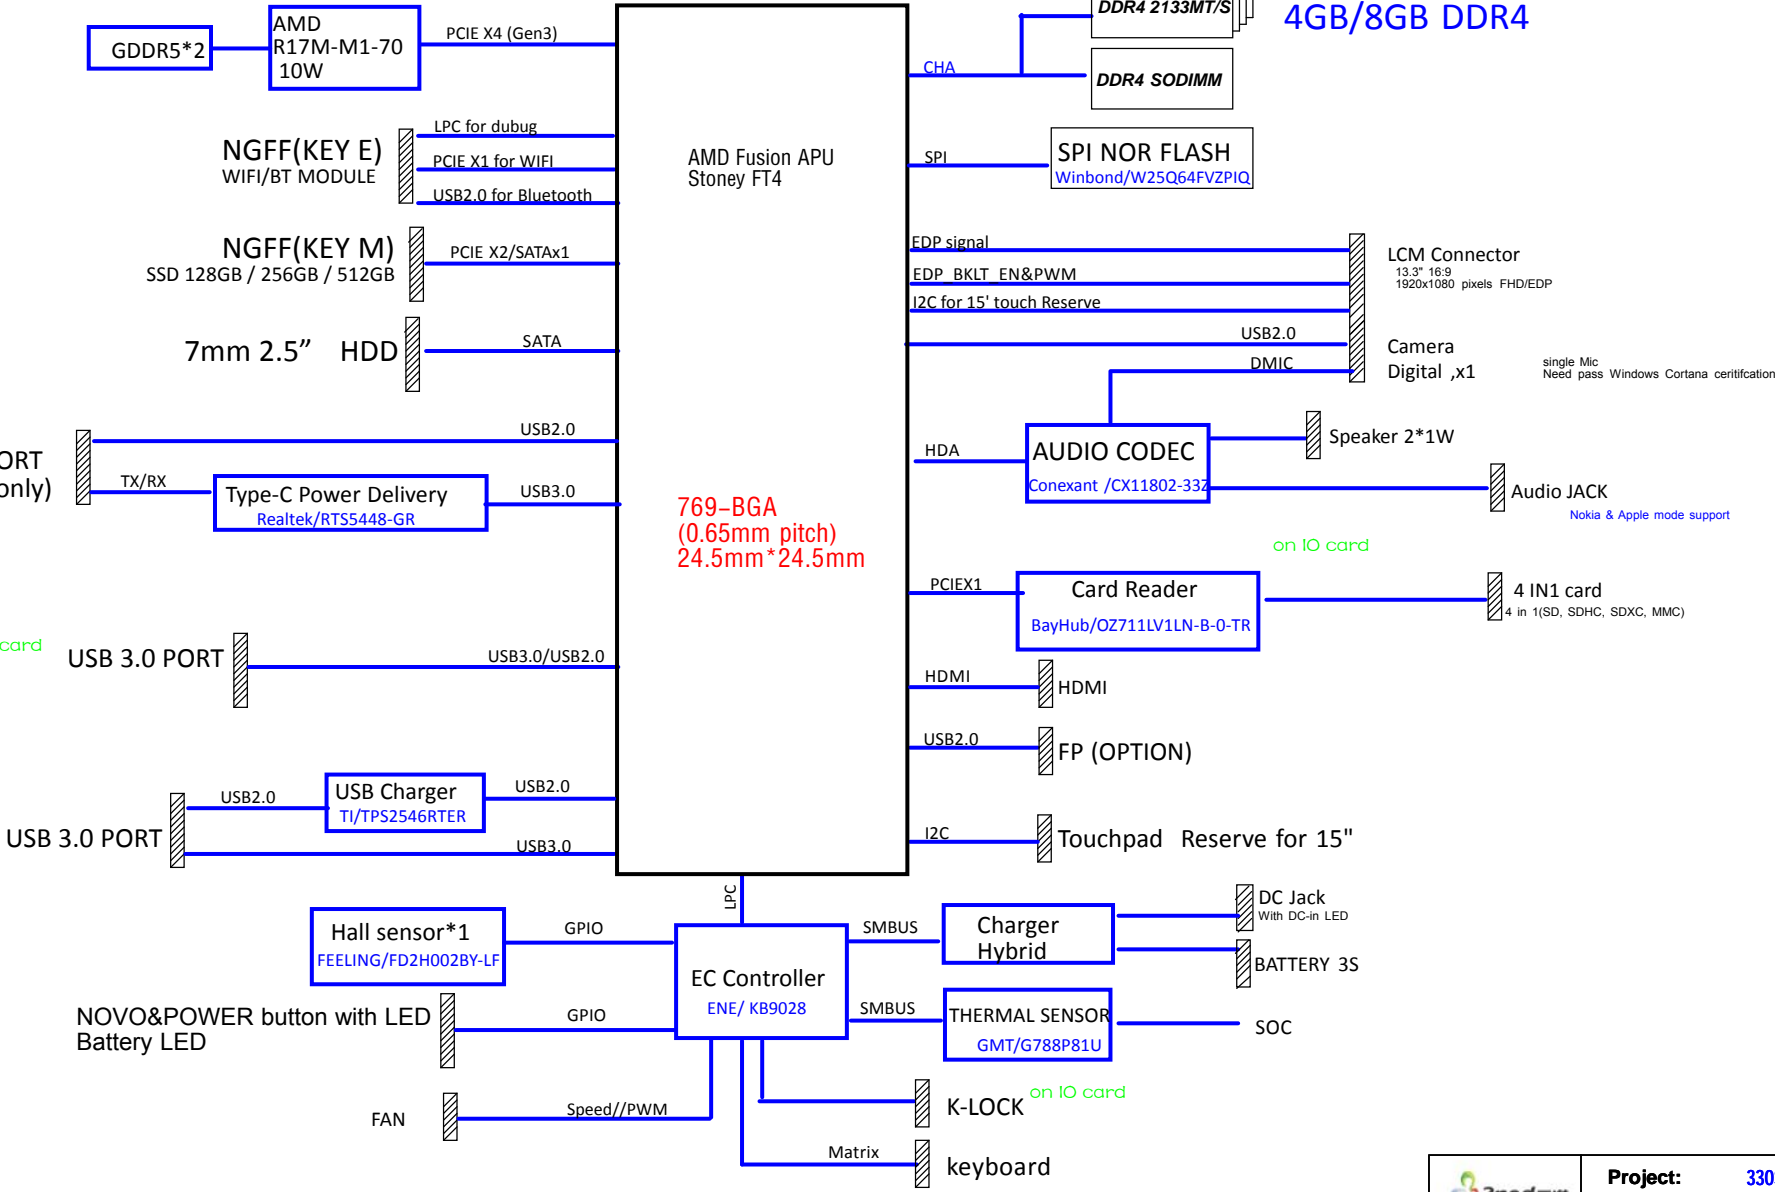 DDR4 2133MT/S
4GB/8GB DDR4
AMD
R17M-M1-70
10W
GDDR5*2
PCIE X4 (Gen3)
CHA
DDR4 SODIMM
LPC for dubug
NGFF(KEY E)
WIFI/BT MODULE
PCIE X1 for WIFI
USB2.0 for Bluetooth
AMD Fusion APU
Stoney FT4
SPI
SPI NOR FLASH
Winbond/W25Q64FVZPIQ
NGFF(KEY M)
SSD 128GB / 256GB / 512GB
PCIE X2/SATAx1
EDP signal
EDP_BKLT_EN&PWM
I2C for 15' touch Reserve
USB2.0
DMIC
LCM Connector
13.3" 16:9
1920x1080 pixels FHD/EDP
Camera
Digital ,x1
single Mic
Need pass Windows Cortana ceritifcation
7mm 2.5” HDD
SATA
USB2.0
ORT
only)
TX/RX
Type-C Power Delivery
Realtek/RTS5448-GR
USB3.0
HDA
AUDIO CODEC
Conexant /CX11802-33Z
Speaker 2*1W
Audio JACK
Nokia & Apple mode support
769-BGA
(0.65mm pitch)
24.5mm*24.5mm
on IO card
PCIEX1
Card Reader
BayHub/OZ711LV1LN-B-0-TR
4 IN1 card
4 in 1(SD, SDHC, SDXC, MMC)
card
USB 3.0 PORT
USB3.0/USB2.0
HDMI
HDMI
USB2.0
FP (OPTION)
USB 3.0 PORT
USB2.0
USB Charger
TI/TPS2546RTER
USB2.0
USB3.0
I2C
Touchpad Reserve for 15"
LPC
Hall sensor*1
FEELING/FD2H002BY-LF
GPIO
EC Controller
ENE/ KB9028
SMBUS
Charger
Hybrid
DC Jack
With DC-in LED
BATTERY 3S
NOVO&POWER button with LED
Battery LED
GPIO
SMBUS
THERMAL SENSOR
GMT/G788P81U
SOC
FAN
Speed//PWM
K-LOCK
on IO card
Matrix
keyboard
Project:
330